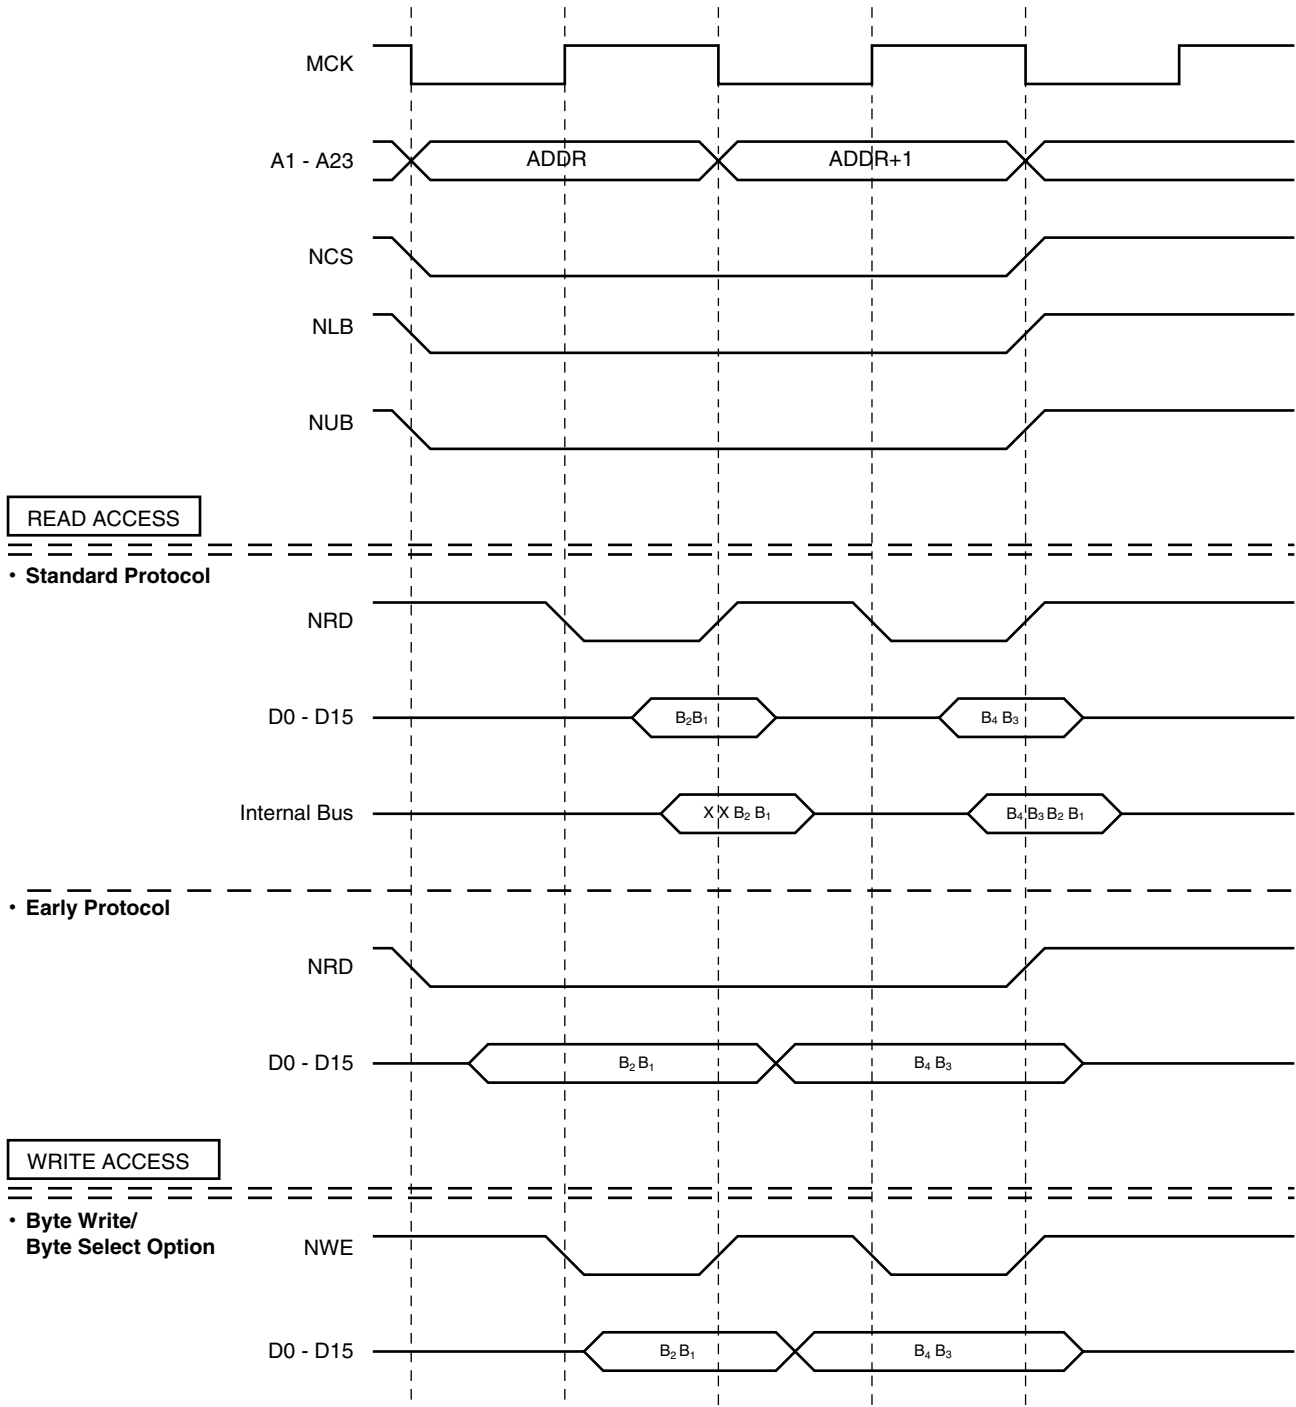 MCK
A1 - A23 ADDR ADDR+1
NCS
NLB
NUB
READ ACCESS
• Standard Protocol
NRD
D0 - D15 B₂B₁ B₄ B₃
Internal Bus X X B₂ B₁ B₄ B₃ B₂ B₁
• Early Protocol
NRD
D0 - D15 B₂ B₁ B₄ B₃
WRITE ACCESS
• Byte Write/
Byte Select Option NWE
D0 - D15 B₂ B₁ B₄ B₃